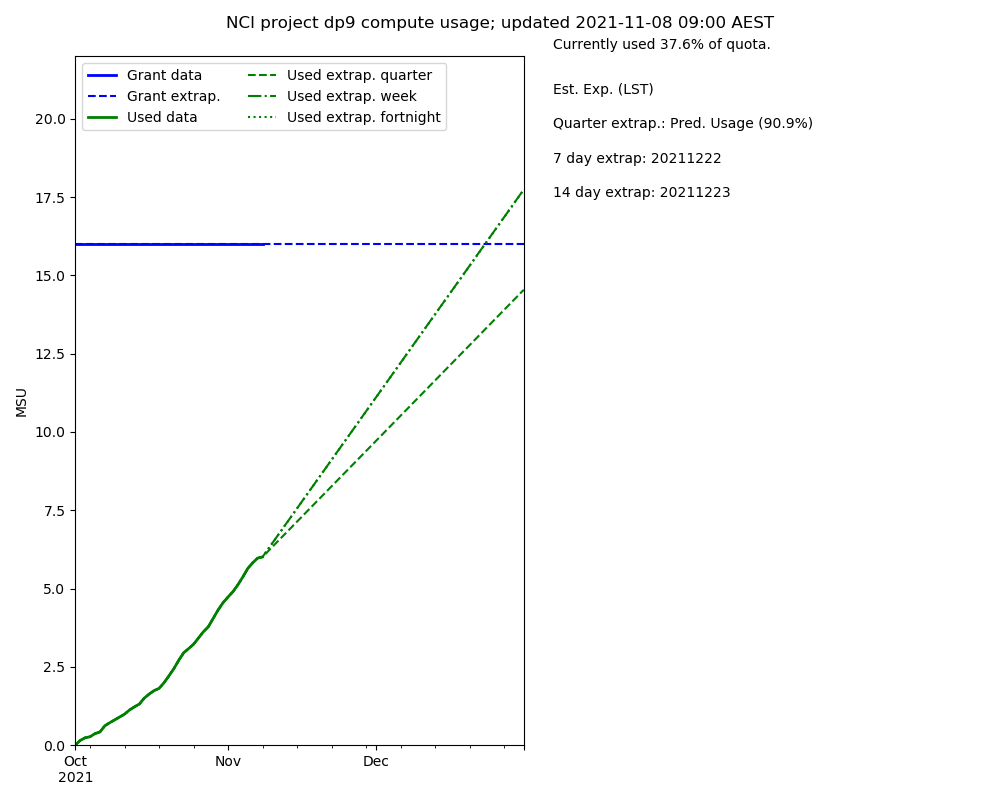 NCI project dp9 compute usage; updated 2021-11-08 09:00 AEST
Currently used 37.6% of quota.
Est. Exp. (LST)
Quarter extrap.: Pred. Usage (90.9%)
7 day extrap: 20211222
14 day extrap: 20211223
Grant data
Grant extrap.
Used data
Used extrap. quarter
Used extrap. week
Used extrap. fortnight
MSU
20.0
17.5
15.0
12.5
10.0
7.5
5.0
2.5
0.0
Oct
2021
Nov
Dec